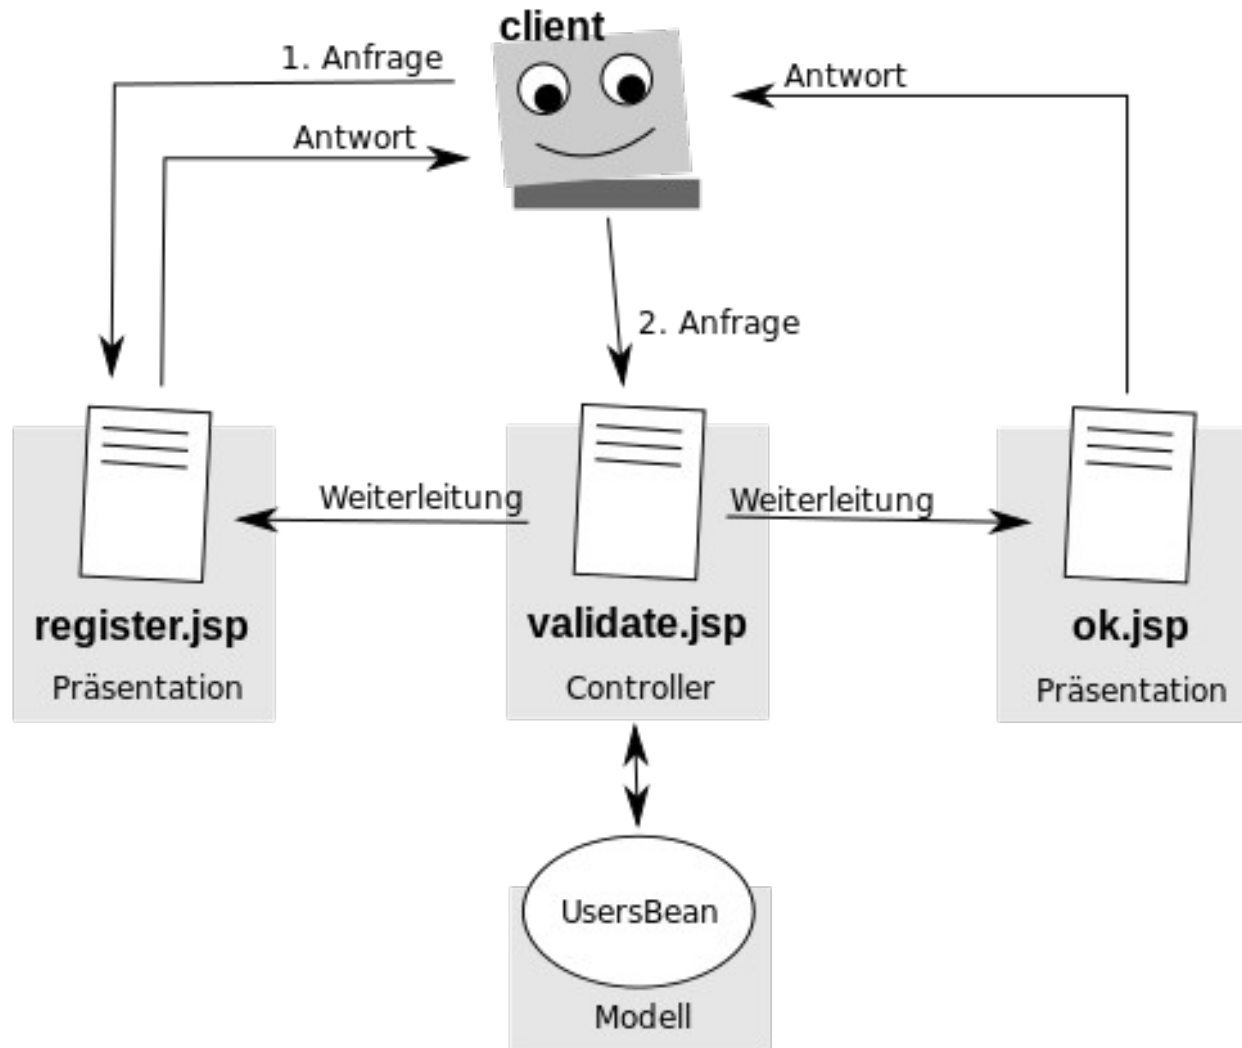 client
1. Anfrage
Antwort
Antwort
2. Anfrage
Weiterleitung
Weiterleitung
register.jsp
Präsentation
validate.jsp
Controller
ok.jsp
Präsentation
UsersBean
Modell